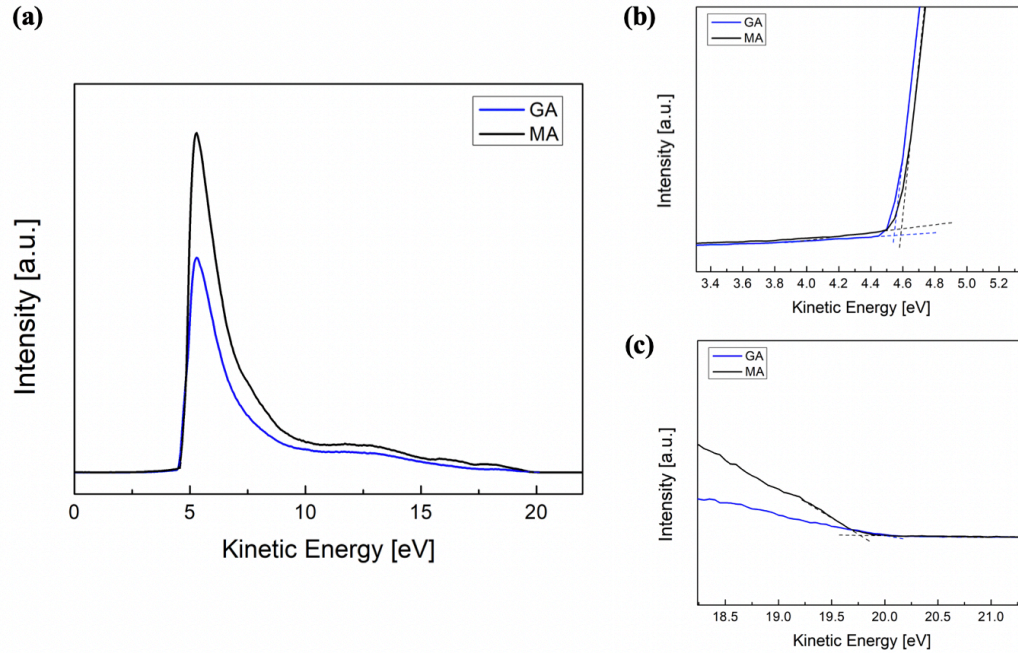 (a)
GA
MA
Intensity [a.u.]
0 5 10 15 20
Kinetic Energy [eV]
(b)
GA
MA
Intensity [a.u.]
3.4 3.6 3.8 4.0 4.2 4.4 4.6 4.8 5.0 5.2
Kinetic Energy [eV]
(c)
GA
MA
Intensity [a.u.]
18.5 19.0 19.5 20.0 20.5 21.0
Kinetic Energy [eV]